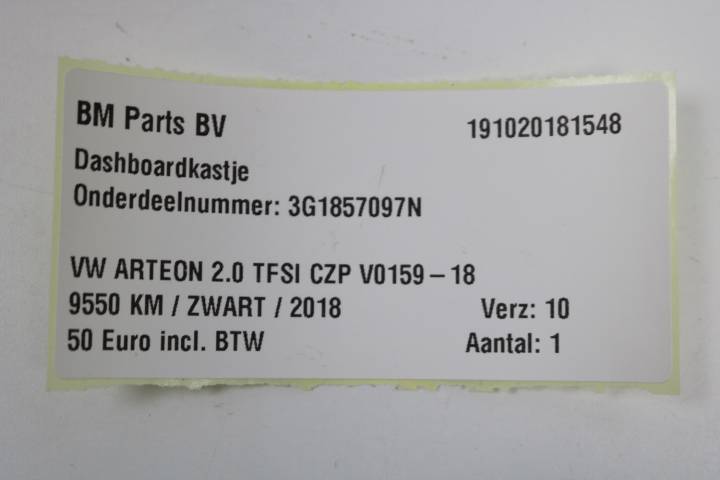 BM Parts BV 191020181548
Dashboardkastje
Onderdeelnummer: 3G1857097N
VW ARTEON 2.0 TFSI CZP V0159-18
9550 KM / ZWART / 2018 Verz: 10
50 Euro incl. BTW Aantal: 1